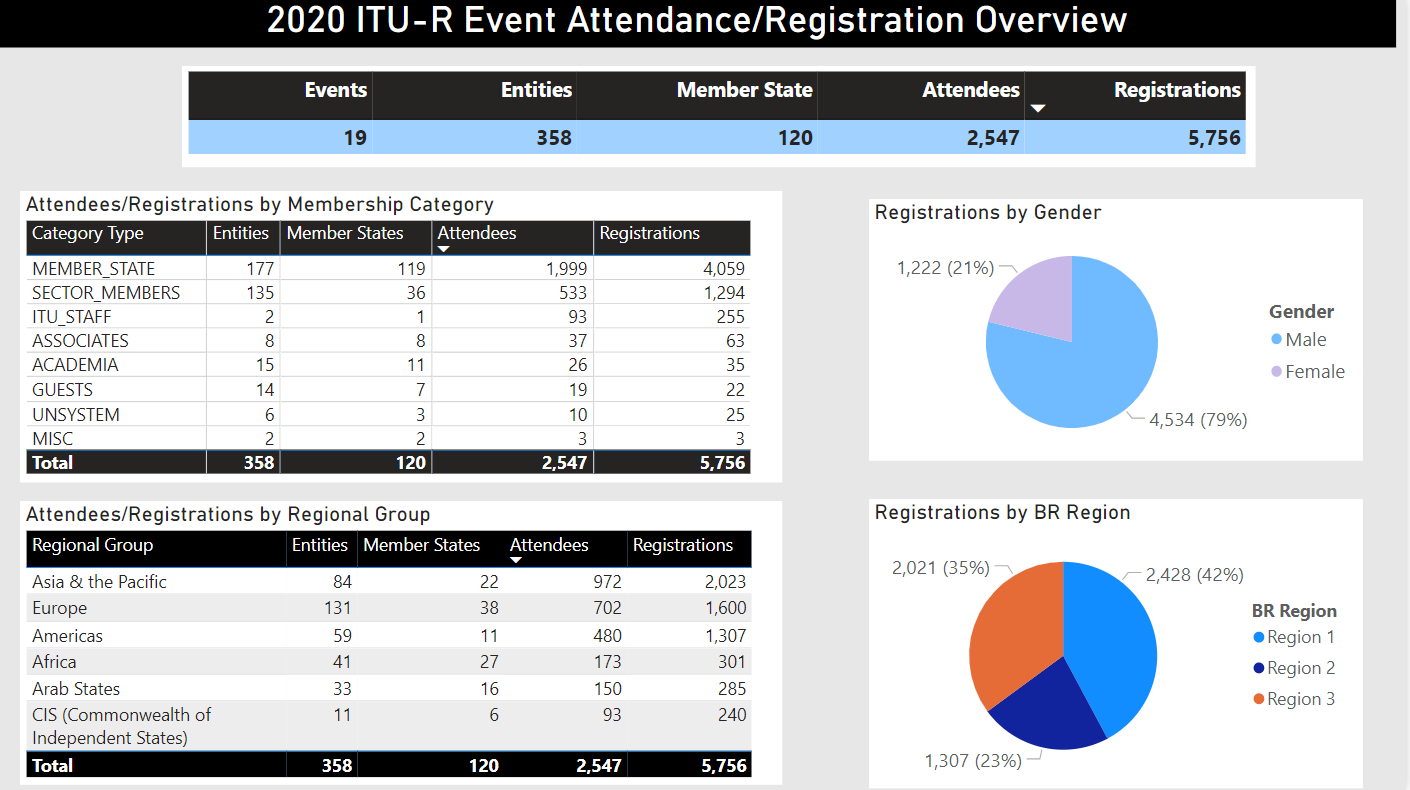 2020 ITU-R Event Attendance/Registration Overview
Events Entities Member State Attendees Registrations
19 358 120 2,547 5,756
Attendees/Registrations by Membership Category
Category Type Entities Member States Attendees Registrations
MEMBER_STATE 177 119 1,999 4,059
SECTOR_MEMBERS 135 36 533 1,294
ITU_STAFF 2 1 93 255
ASSOCIATES 8 8 37 63
ACADEMIA 15 11 26 35
GUESTS 14 7 19 22
UNSYSTEM 6 3 10 25
MISC 2 2 3 3
Total 358 120 2,547 5,756
Registrations by Gender
1,222 (21%)
4,534 (79%)
Gender
Male
Female
Attendees/Registrations by Regional Group
Regional Group Entities Member States Attendees Registrations
Asia & the Pacific 84 22 972 2,023
Europe 131 38 702 1,600
Americas 59 11 480 1,307
Africa 41 27 173 301
Arab States 33 16 150 285
CIS (Commonwealth of 11 6 93 240
Independent States)
Total 358 120 2,547 5,756
Registrations by BR Region
2,021 (35%)
2,428 (42%)
1,307 (23%)
BR Region
Region 1
Region 2
Region 3